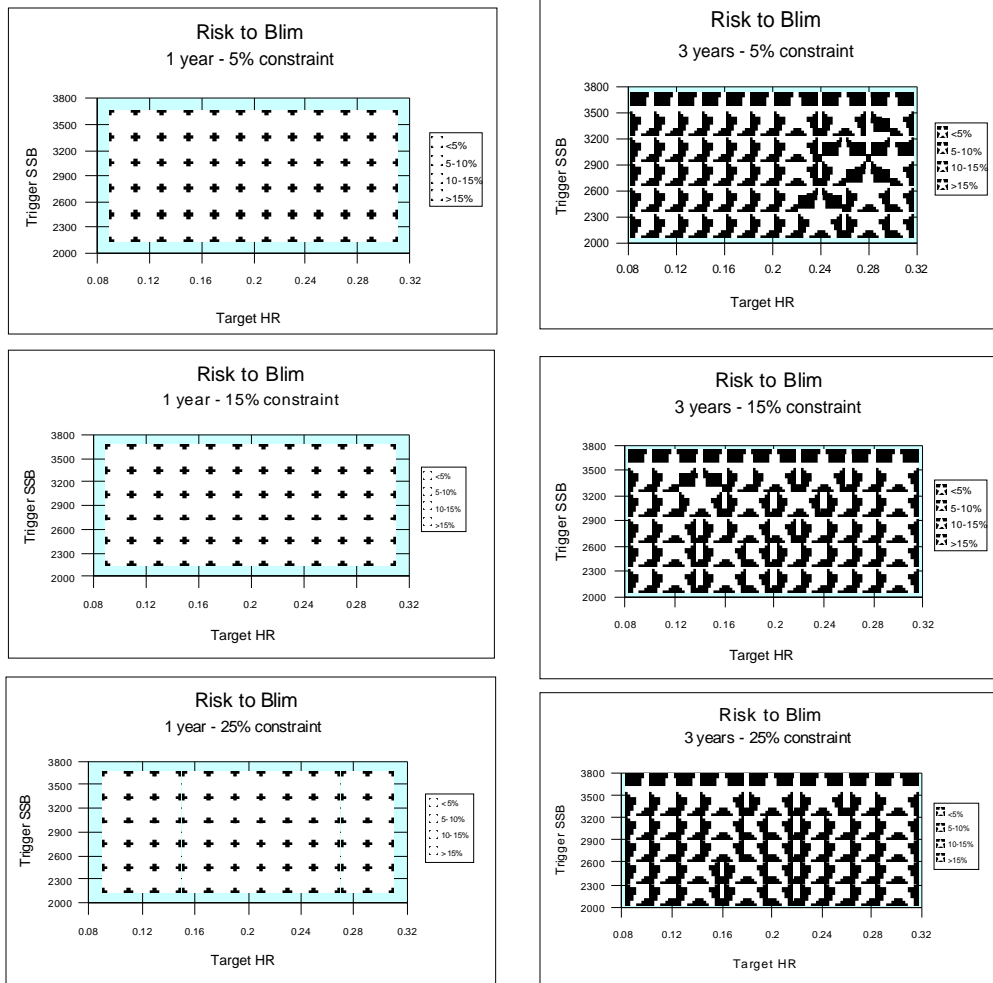 Risk to Blim
1 year - 5% constraint
3800
3500
3200
2900
2600
2300
2000
Trigger SSB
0.08 0.12 0.16 0.2 0.24 0.28 0.32
Target HR
<5%
5-10%
10-15%
>15%
Risk to Blim
3 years - 5% constraint
3800
3500
3200
2900
2600
2300
2000
Trigger SSB
0.08 0.12 0.16 0.2 0.24 0.28 0.32
Target HR
<5%
5-10%
10-15%
>15%
Risk to Blim
1 year - 15% constraint
3800
3500
3200
2900
2600
2300
2000
Trigger SSB
0.08 0.12 0.16 0.2 0.24 0.28 0.32
Target HR
<5%
5-10%
10-15%
>15%
Risk to Blim
3 years - 15% constraint
3800
3500
3200
2900
2600
2300
2000
Trigger SSB
0.08 0.12 0.16 0.2 0.24 0.28 0.32
Target HR
<5%
5-10%
10-15%
>15%
Risk to Blim
1 year - 25% constraint
3800
3500
3200
2900
2600
2300
2000
Trigger SSB
0.08 0.12 0.16 0.2 0.24 0.28 0.32
Target HR
<5%
5-10%
10-15%
>15%
Risk to Blim
3 years - 25% constraint
3800
3500
3200
2900
2600
2300
2000
Trigger SSB
0.08 0.12 0.16 0.2 0.24 0.28 0.32
Target HR
<5%
5-10%
10-15%
>15%